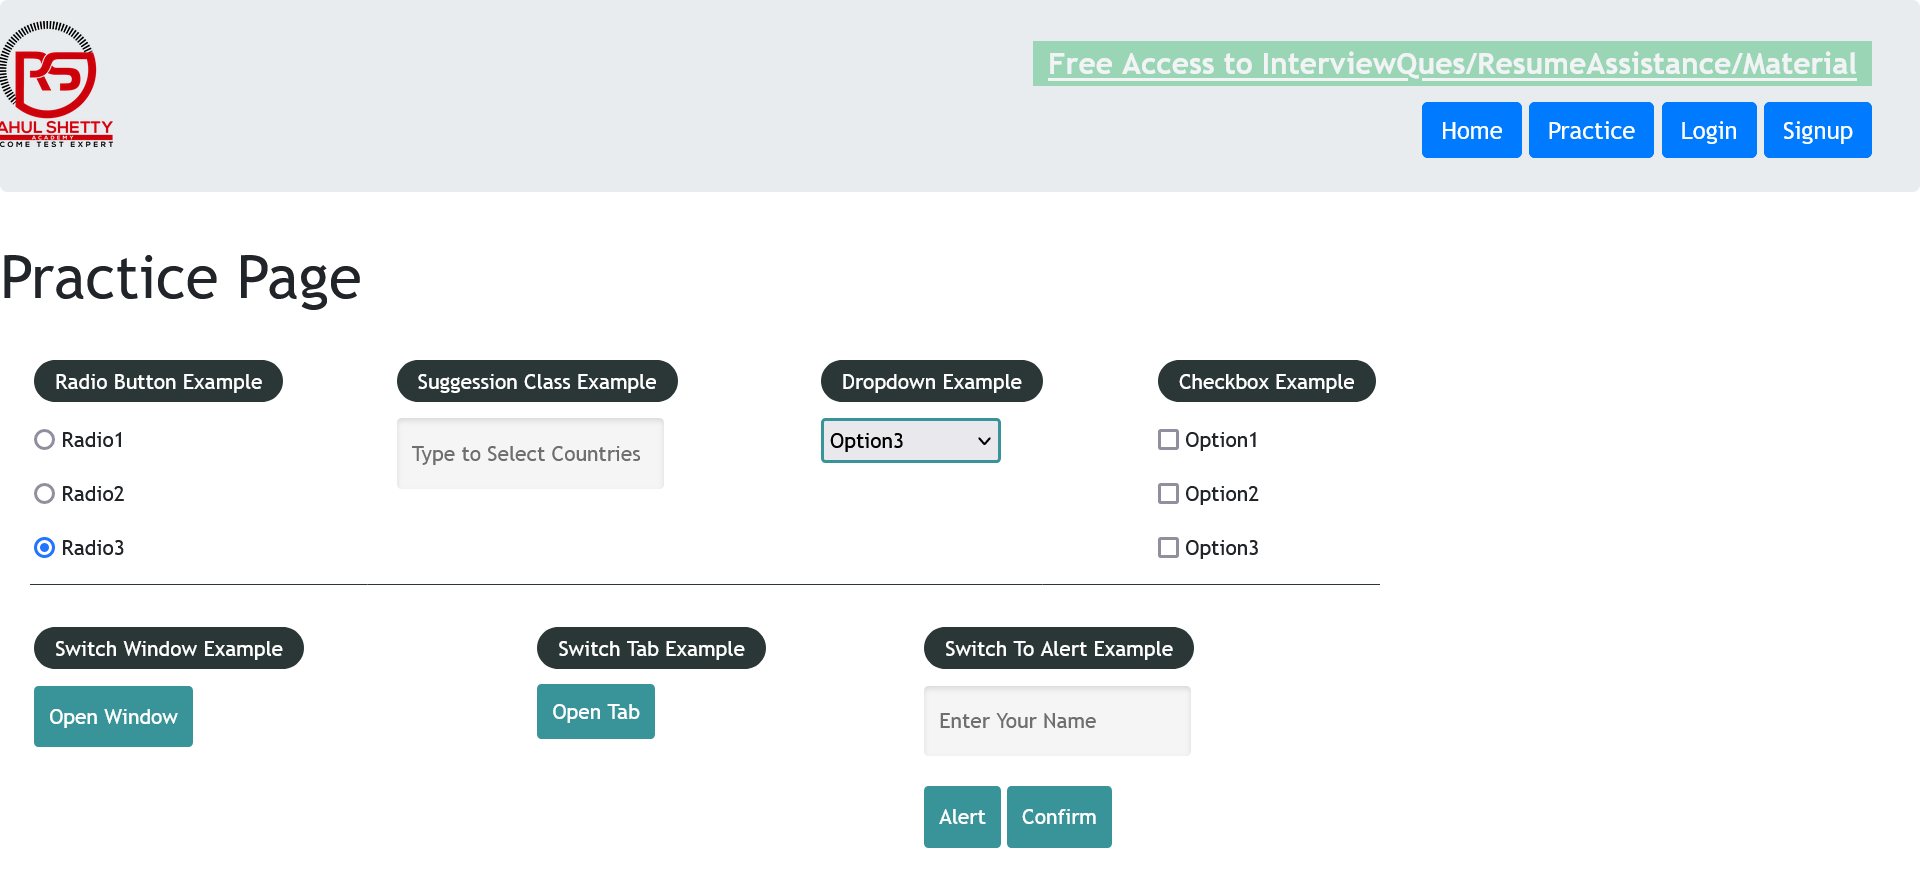 AHUL SHETTY
ACADEMY
COME TEST EXPERT
Free Access to InterviewQues/ResumeAssistance/Material
Home Practice Login Signup
Practice Page
Radio Button Example
Radio1
Radio2
Radio3
Suggession Class Example
Type to Select Countries
Dropdown Example
Option3
Checkbox Example
Option1
Option2
Option3
Switch Window Example
Open Window
Switch Tab Example
Open Tab
Switch To Alert Example
Enter Your Name
Alert Confirm